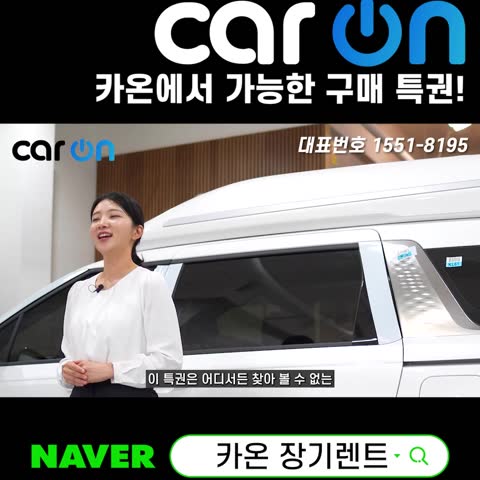 car on
카온에서 가능한 구매 특권!
car on
대표번호 1551-8195
이 특권은 어디서든 찾아 볼 수 없는
NAVER
카온 장기렌트